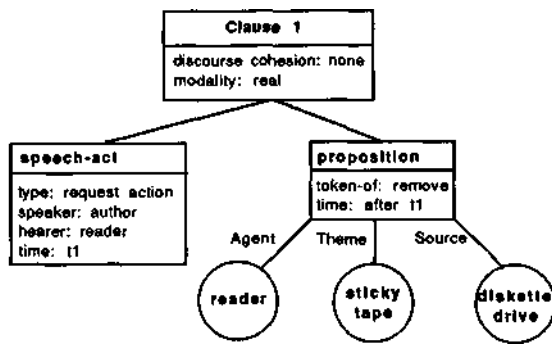 Clause 1
discourse cohesion: none
modality: real
speech-act
type: request action
speaker: author
hearer: reader
time: t1
proposition
token-of: remove
time: after t1
Agent
Theme
Source
reader
sticky
tape
diskette
drive